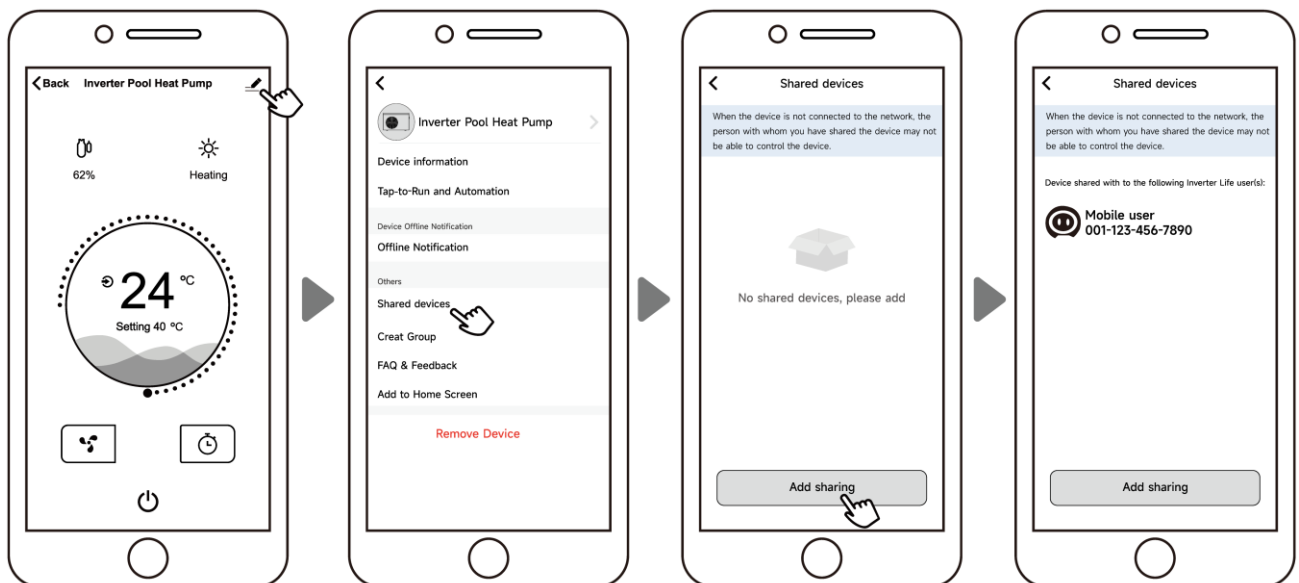 Back Inverter Pool Heat Pump
62%
Heating
24 °C
Setting 40 °C
Inverter Pool Heat Pump
Device information
Tap-to-Run and Automation
Device Offline Notification
Offline Notification
Others
Shared devices
Creat Group
FAQ & Feedback
Add to Home Screen
Remove Device
Shared devices
When the device is not connected to the network, the
person with whom you have shared the device may not
be able to control the device.
No shared devices, please add
Add sharing
Shared devices
When the device is not connected to the network, the
person with whom you have shared the device may not
be able to control the device.
Device shared with to the following Inverter Life user(s):
Mobile user
001-123-456-7890
Add sharing